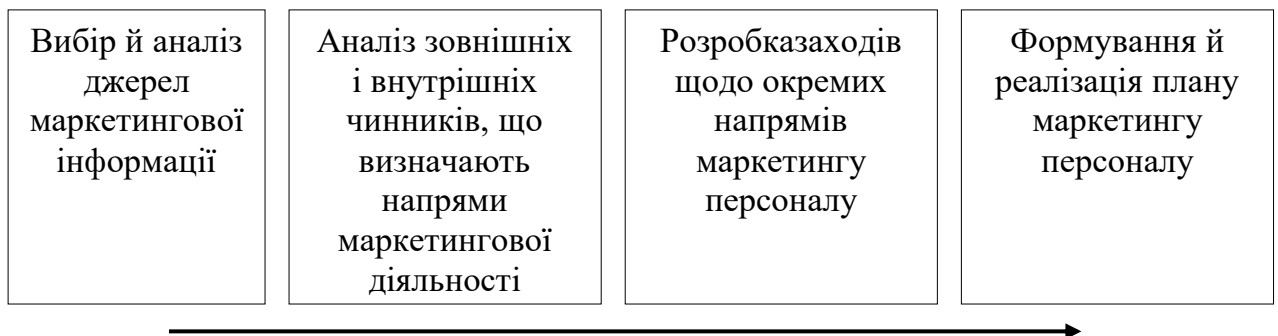 Вибір й аналіз
джерел
маркетингової
інформації
Аналіз зовнішніх
і внутрішніх
чинників, що
визначають
напрями
маркетингової
діяльності
Розробказаходів
щодо окремих
напрямів
маркетингу
персоналу
Формування й
реалізація плану
маркетингу
персоналу